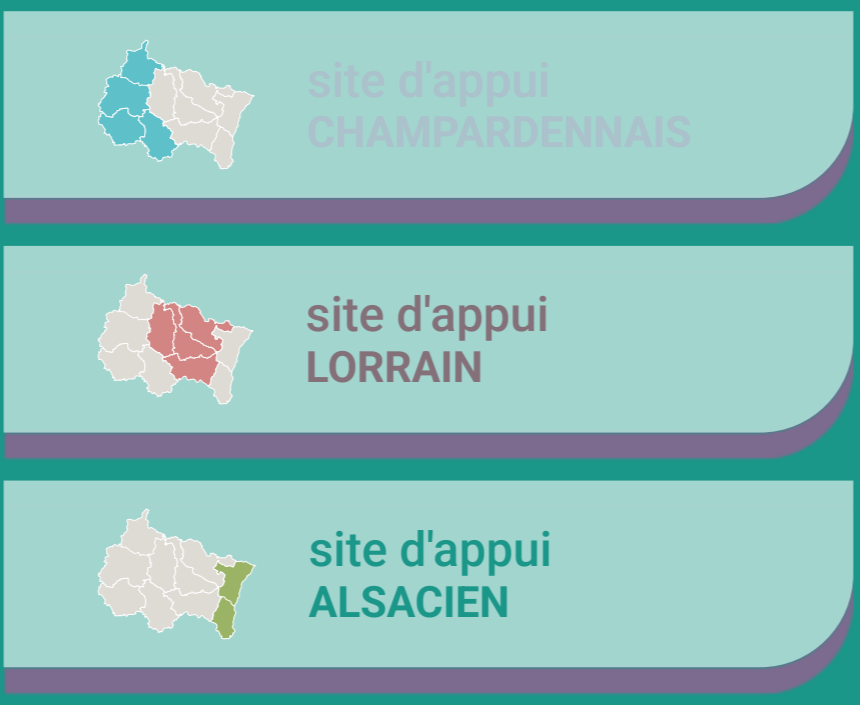 site d'appui
CHAMPARDENNAIS
site d'appui
LORRAIN
site d'appui
ALSACIEN